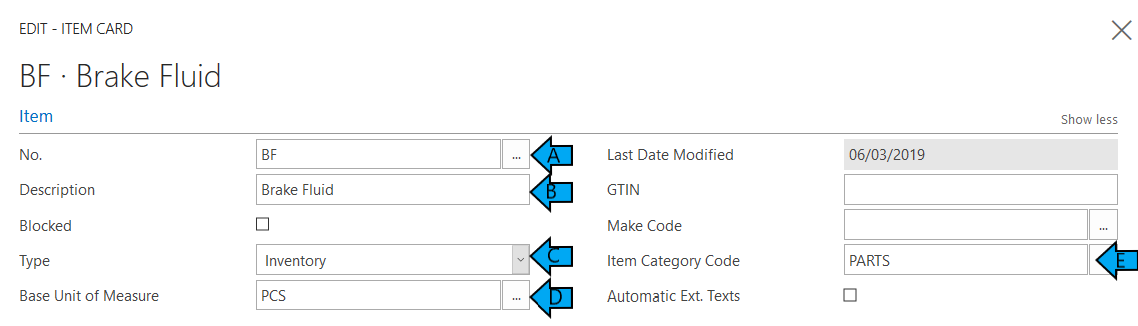 EDIT - ITEM CARD
BF · Brake Fluid
Item
Show less
No. BF ... A Last Date Modified 06/03/2019
Description Brake Fluid B GTIN
Blocked Make Code ...
Type Inventory C Item Category Code PARTS E
Base Unit of Measure PCS ... D Automatic Ext. Texts